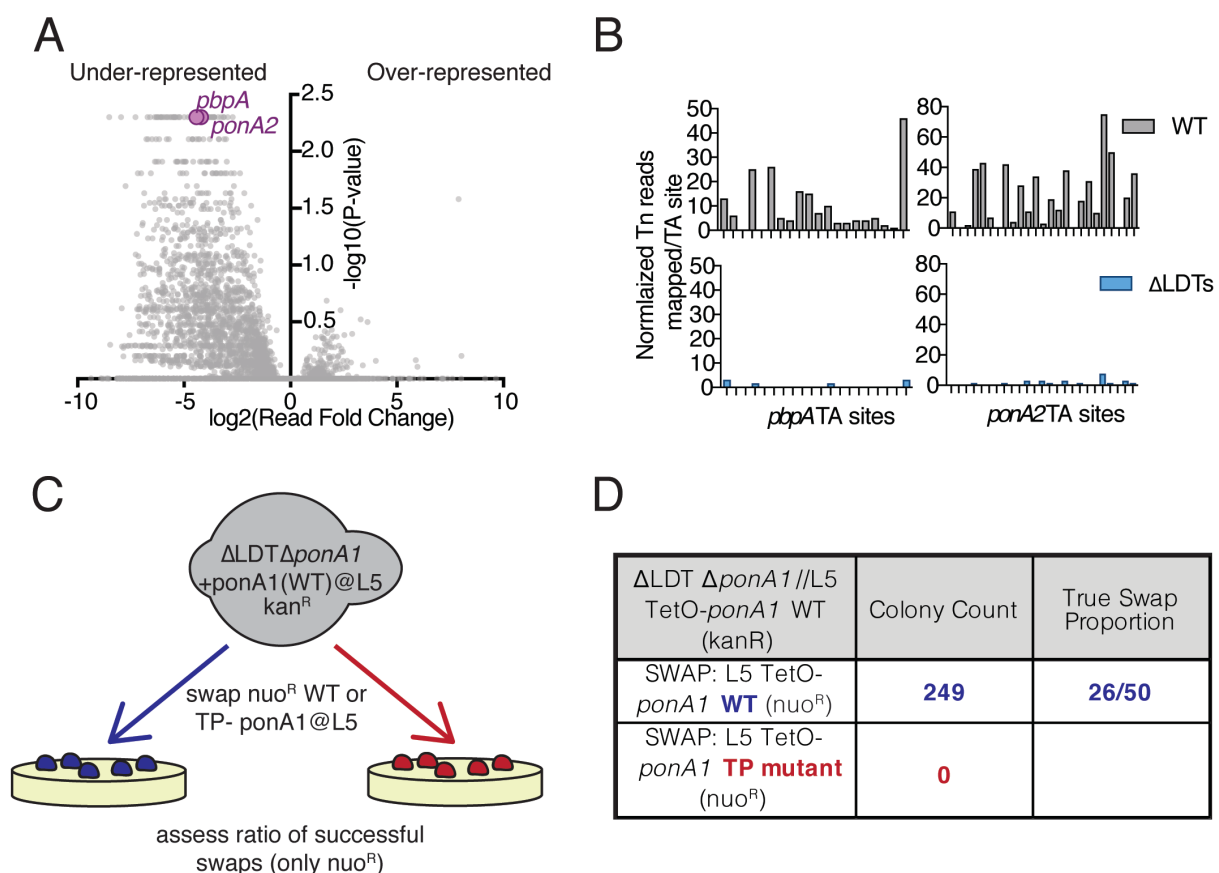 A
Under-represented
Over-represented
pbpA
ponA2
2.5
2.0
1.5
1.0
0.5
-log10(P-value)
-10
-5
0
5
10
log2(Read Fold Change)
B
Normlaized Tn reads
mapped/TA site
50
40
30
20
10
0
80
60
40
20
0
WT
50
40
30
20
10
0
80
60
40
20
0
ΔLDTs
pbpATA sites
ponA2TA sites
C
ΔLDTΔponA1
+ponA1(WT)@L5
kanR
swap nuoR WT or
TP- ponA1@L5
assess ratio of successful
swaps (only nuoR)
D
ΔLDT ΔponA1//L5
TetO-ponA1 WT
(kanR)
Colony Count
True Swap
Proportion
SWAP: L5 TetO-
ponA1 WT (nuoR)
249
26/50
SWAP: L5 TetO-
ponA1 TP mutant
(nuoR)
0